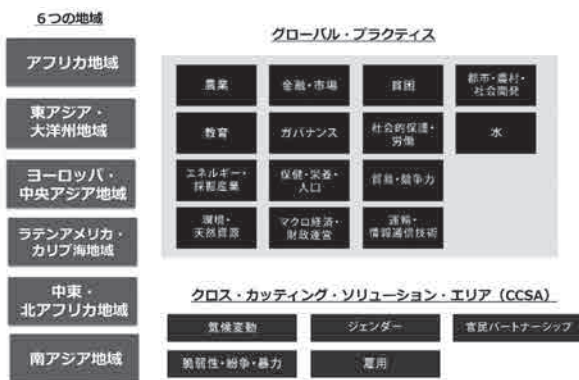 6つの地域
アフリカ地域
東アジア・
大洋州地域
ヨーロッパ・
中央アジア地域
ラテンアメリカ・
カリブ海地域
中東・
北アフリカ地域
南アジア地域
グローバル・プラクティス
農業
金融・市場
貧困
都市・農村・
社会開発
教育
ガバナンス
社会的保護・
労働
水
エネルギー・
採掘産業
保健・栄養・
人口
貿易・競争力
環境・
天然資源
マクロ経済・
財政運営
運輸・
情報通信技術
クロス・カッティング・ソリューション・エリア（CCSA）
気候変動
ジェンダー
官民パートナーシップ
脆弱性・紛争・暴力
雇用